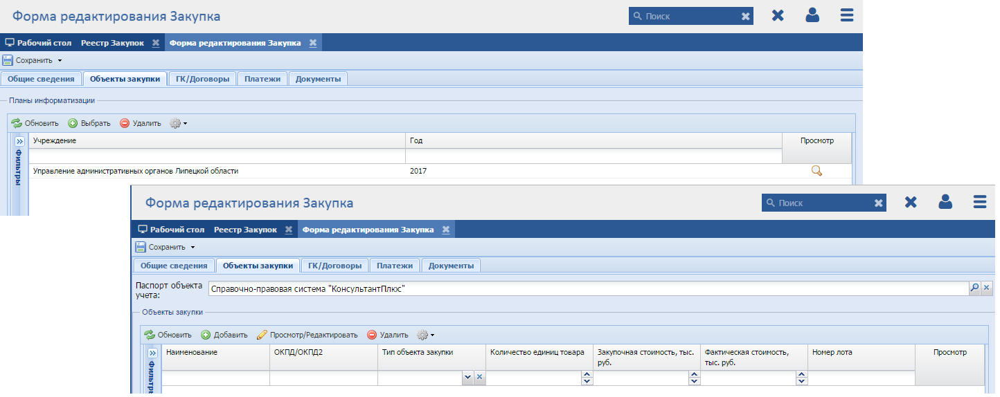 Форма редактирования Закупка
Поиск
Рабочий стол Реестр Закупок Форма редактирования Закупка
Сохранить
Общие сведения Объекты закупки ГК/Договоры Платежи Документы
Планы информатизации
Обновить Выбрать Удалить
Фильтры
Учреждение Год Просмотр
Управление административных органов Липецкой области 2017
Форма редактирования Закупка
Поиск
Рабочий стол Реестр Закупок Форма редактирования Закупка
Сохранить
Общие сведения Объекты закупки ГК/Договоры Платежи Документы
Паспорт объекта
учета:
Справочно-правовая система "КонсультантПлюс"
Объекты закупки
Обновить Добавить Просмотр/Редактировать Удалить
Фильтры
Наименование ОКПД/ОКПД2 Тип объекта закупки Количество единиц товара Закупочная стоимость, тыс. Фактическая стоимость, Номер лота Просмотр
руб. тыс. руб.